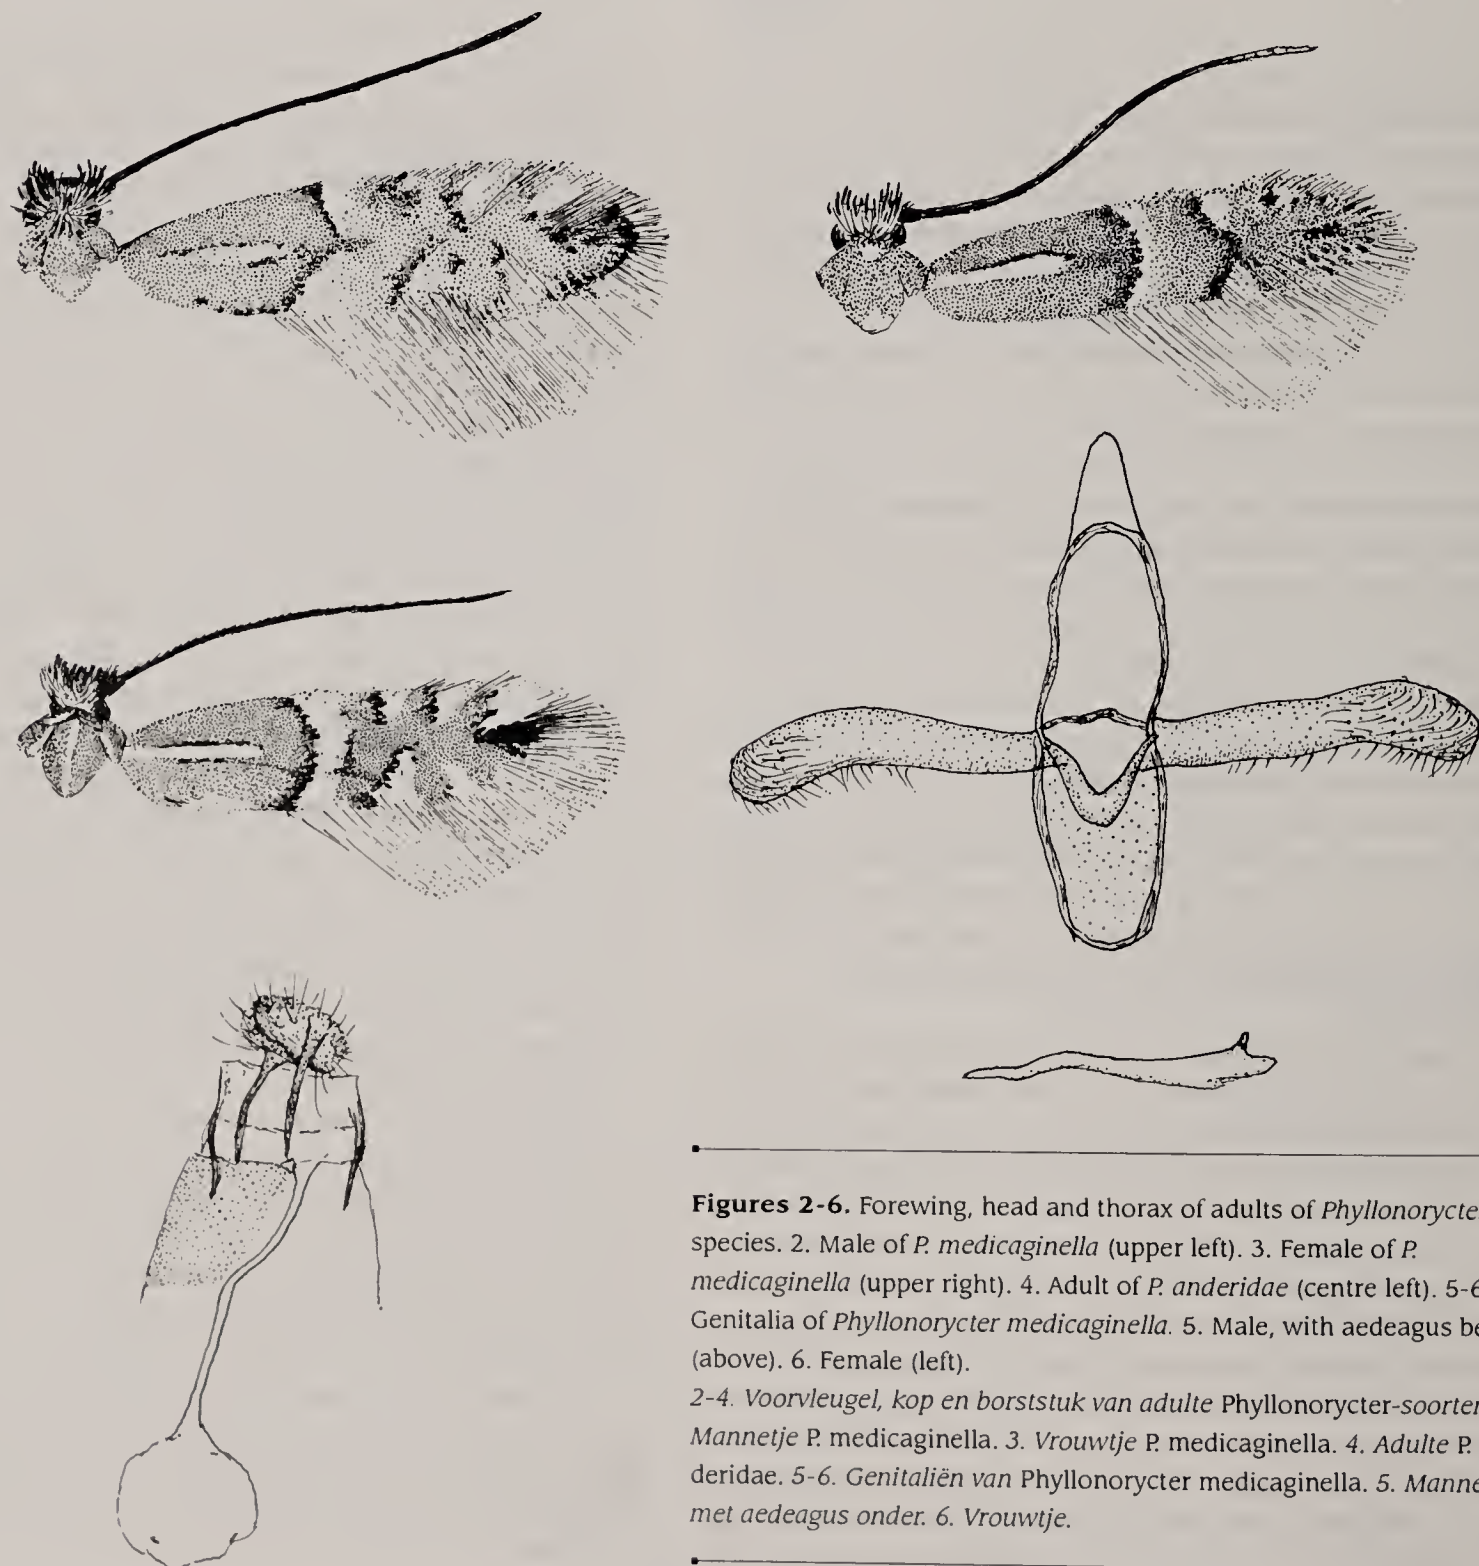 Figures 2-6. Forewing, head and thorax of adults of Phyllonorycte
species. 2. Male of P. medicaginella (upper left). 3. Female of P.
medicaginella (upper right). 4. Adult of P. anderidae (centre left). 5-6
Genitalia of Phyllonorycter medicaginella. 5. Male, with aedeagus be
(above). 6. Female (left).
2-4. Voorvleugel, kop en borststuk van adulte Phyllonorycter-soorten
Mannetje P. medicaginella. 3. Vrouwtje P. medicaginella. 4. Adulte P.
deridae. 5-6. Genitaliën van Phyllonorycter medicaginella. 5. Manne
met aedeagus onder. 6. Vrouwtje.